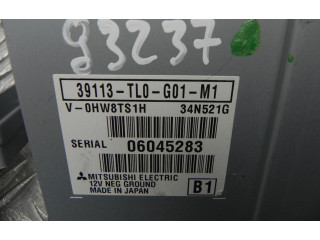 93237
39113-TL0-G01-M1
V-0HW8TS1H 34N521G
SERIAL 06045283
MITSUBISHI ELECTRIC
12V NEG GROUND
MADE IN JAPAN B1